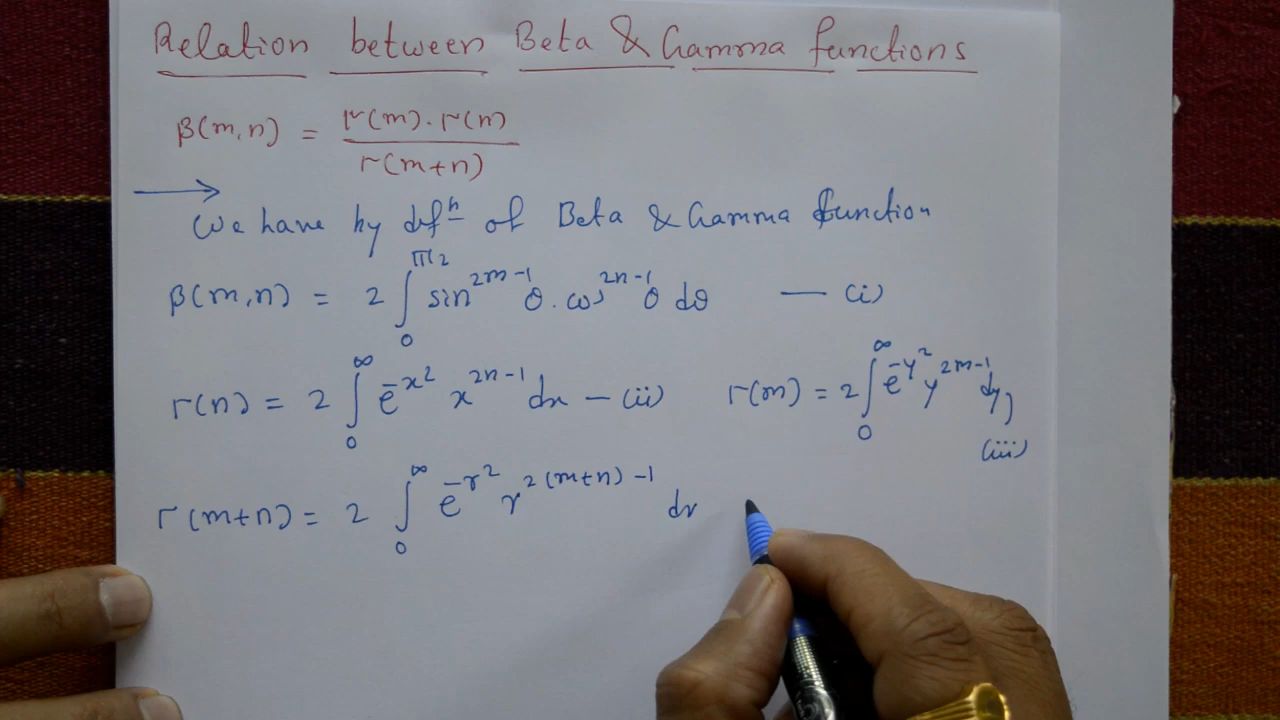 Relation between Beta & Gamma functions
β(m,n) = Γ(m).Γ(n) / Γ(m+n)
→
We have by defⁿ of Beta & Gamma function
β(m,n) = 2 ∫₀^(π/2) sin^(2m-1) θ . cos^(2n-1) θ dθ — (i)
Γ(n) = 2 ∫₀^∞ e^(-x²) x^(2n-1) dx — (ii) Γ(m) = 2 ∫₀^∞ e^(-y²) y^(2m-1) dy,
(iii)
Γ(m+n) = 2 ∫₀^∞ e^(-r²) r^(2(m+n)-1) dr